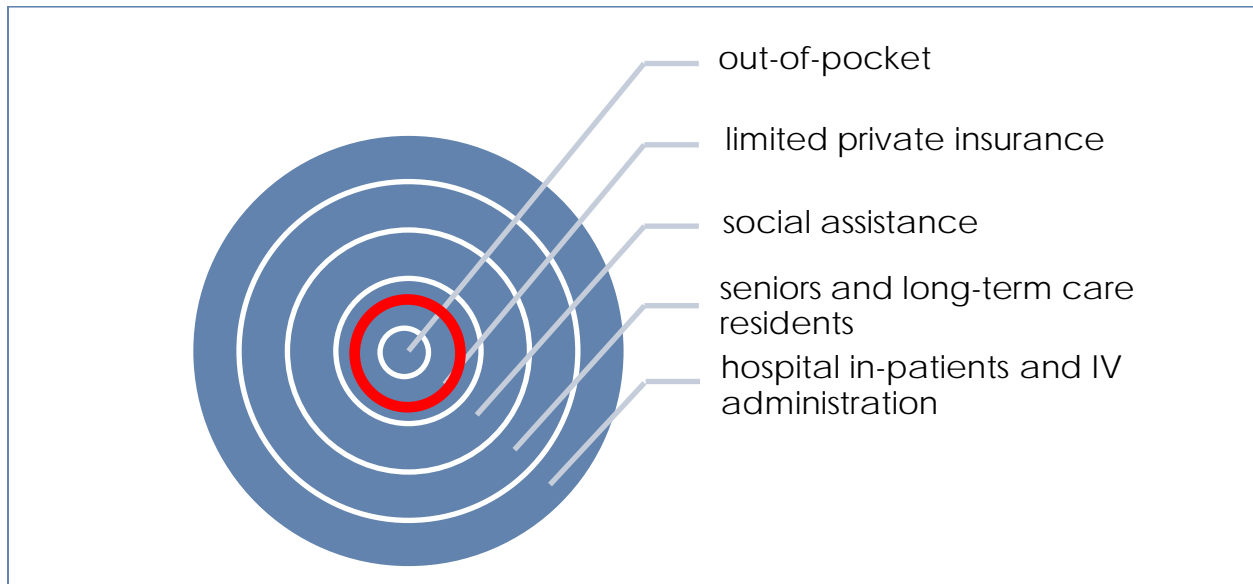 out-of-pocket
limited private insurance
social assistance
seniors and long-term care
residents
hospital in-patients and IV
administration